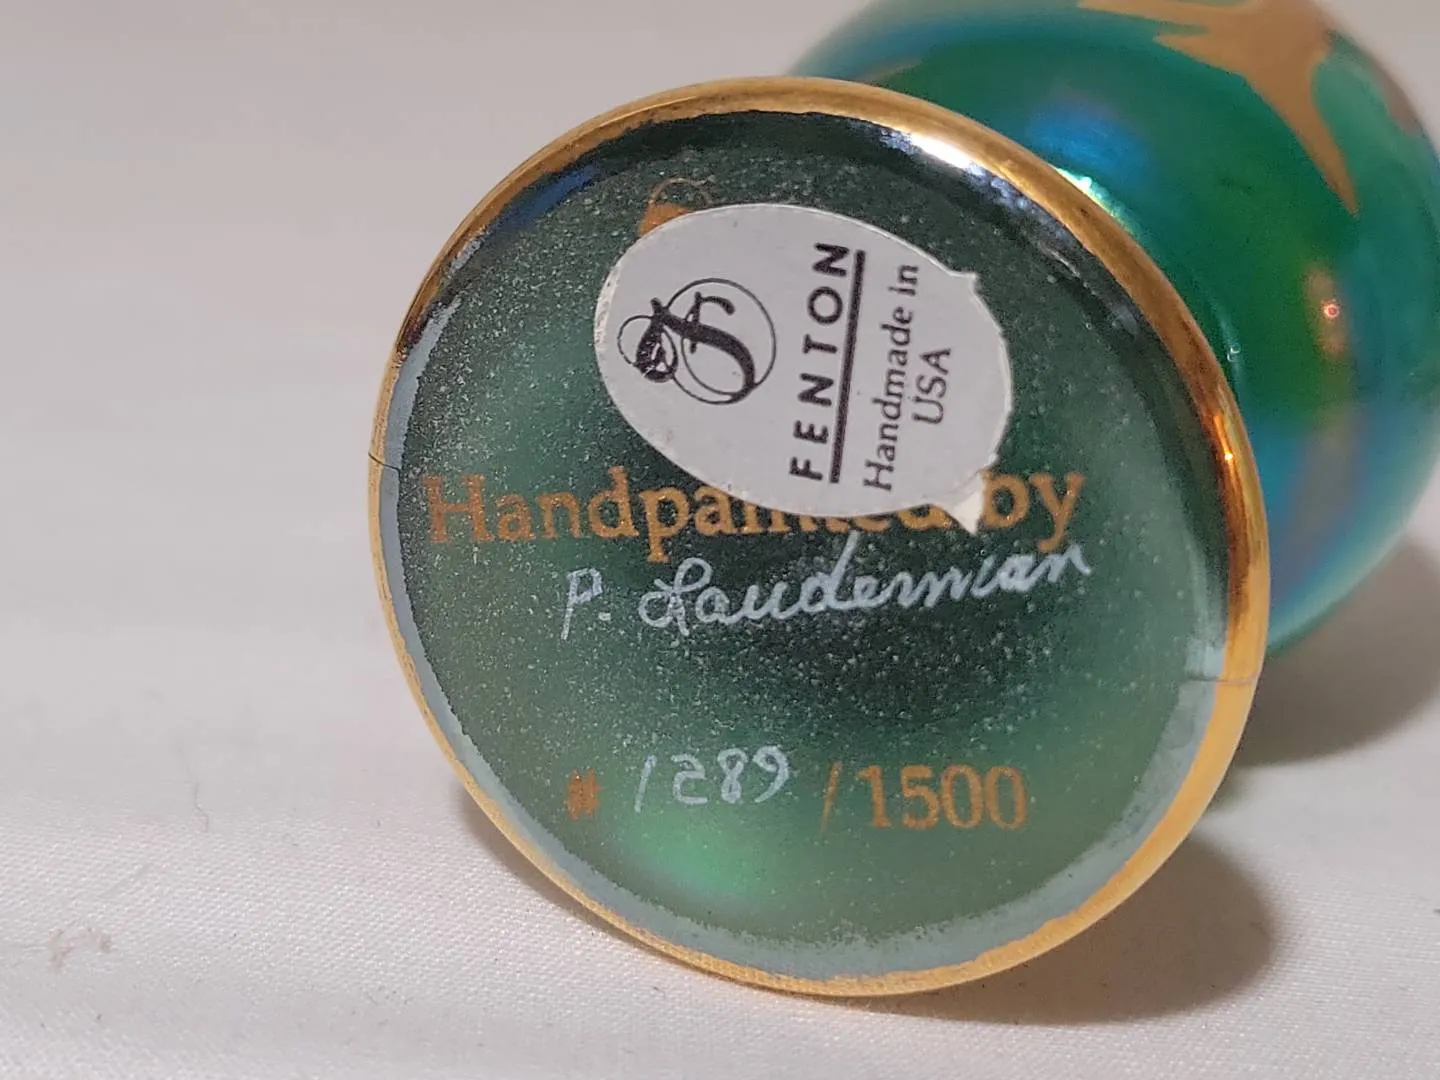 F
FENTON
Handmade in
USA
Handpainted by
P. Lauderman
# 1289 /1500